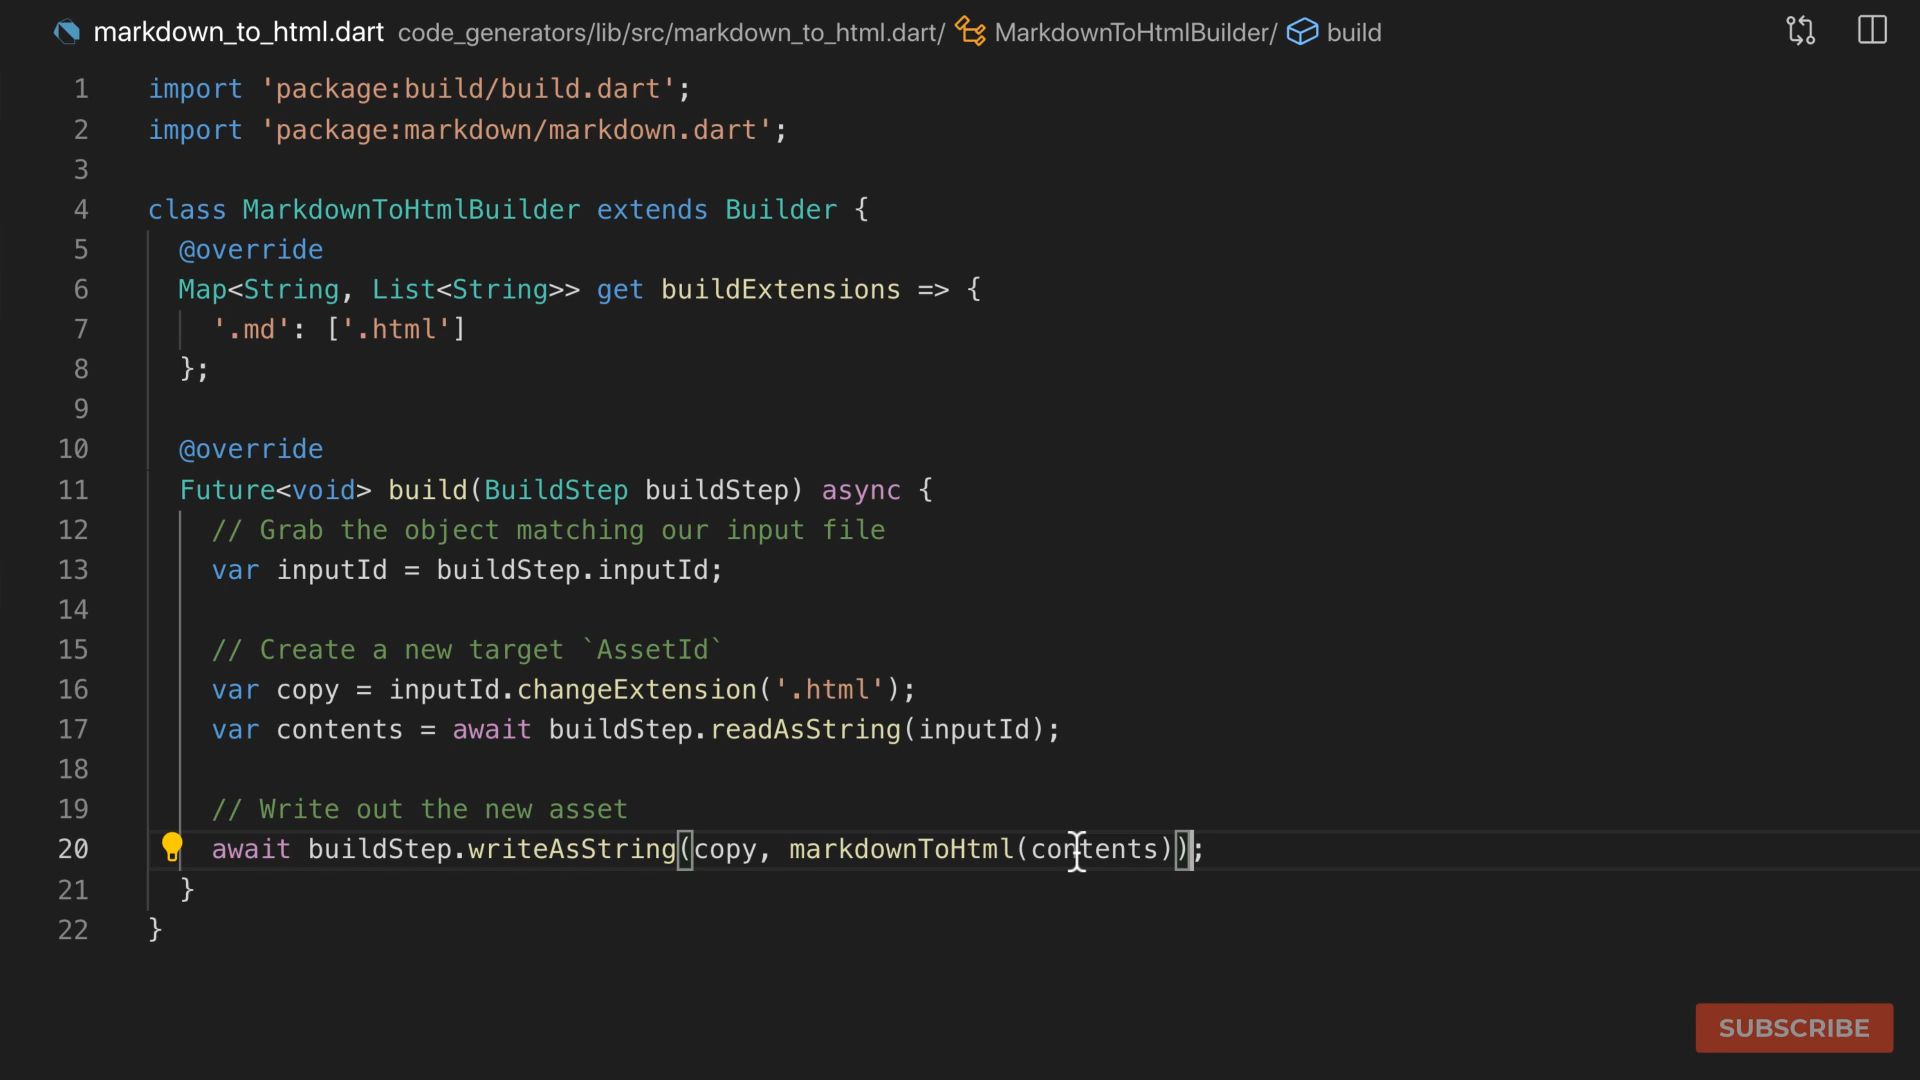 markdown_to_html.dart code_generators/lib/src/markdown_to_html.dart/ MarkdownToHtmlBuilder/ build
1 import 'package:build/build.dart';
2 import 'package:markdown/markdown.dart';
3
4 class MarkdownToHtmlBuilder extends Builder {
5   @override
6   Map<String, List<String>> get buildExtensions => {
7     '.md': ['.html']
8   };
9
10   @override
11   Future<void> build(BuildStep buildStep) async {
12     // Grab the object matching our input file
13     var inputId = buildStep.inputId;
14
15     // Create a new target `AssetId`
16     var copy = inputId.changeExtension('.html');
17     var contents = await buildStep.readAsString(inputId);
18
19     // Write out the new asset
20     await buildStep.writeAsString(copy, markdownToHtml(contents));
21   }
22 }
SUBSCRIBE